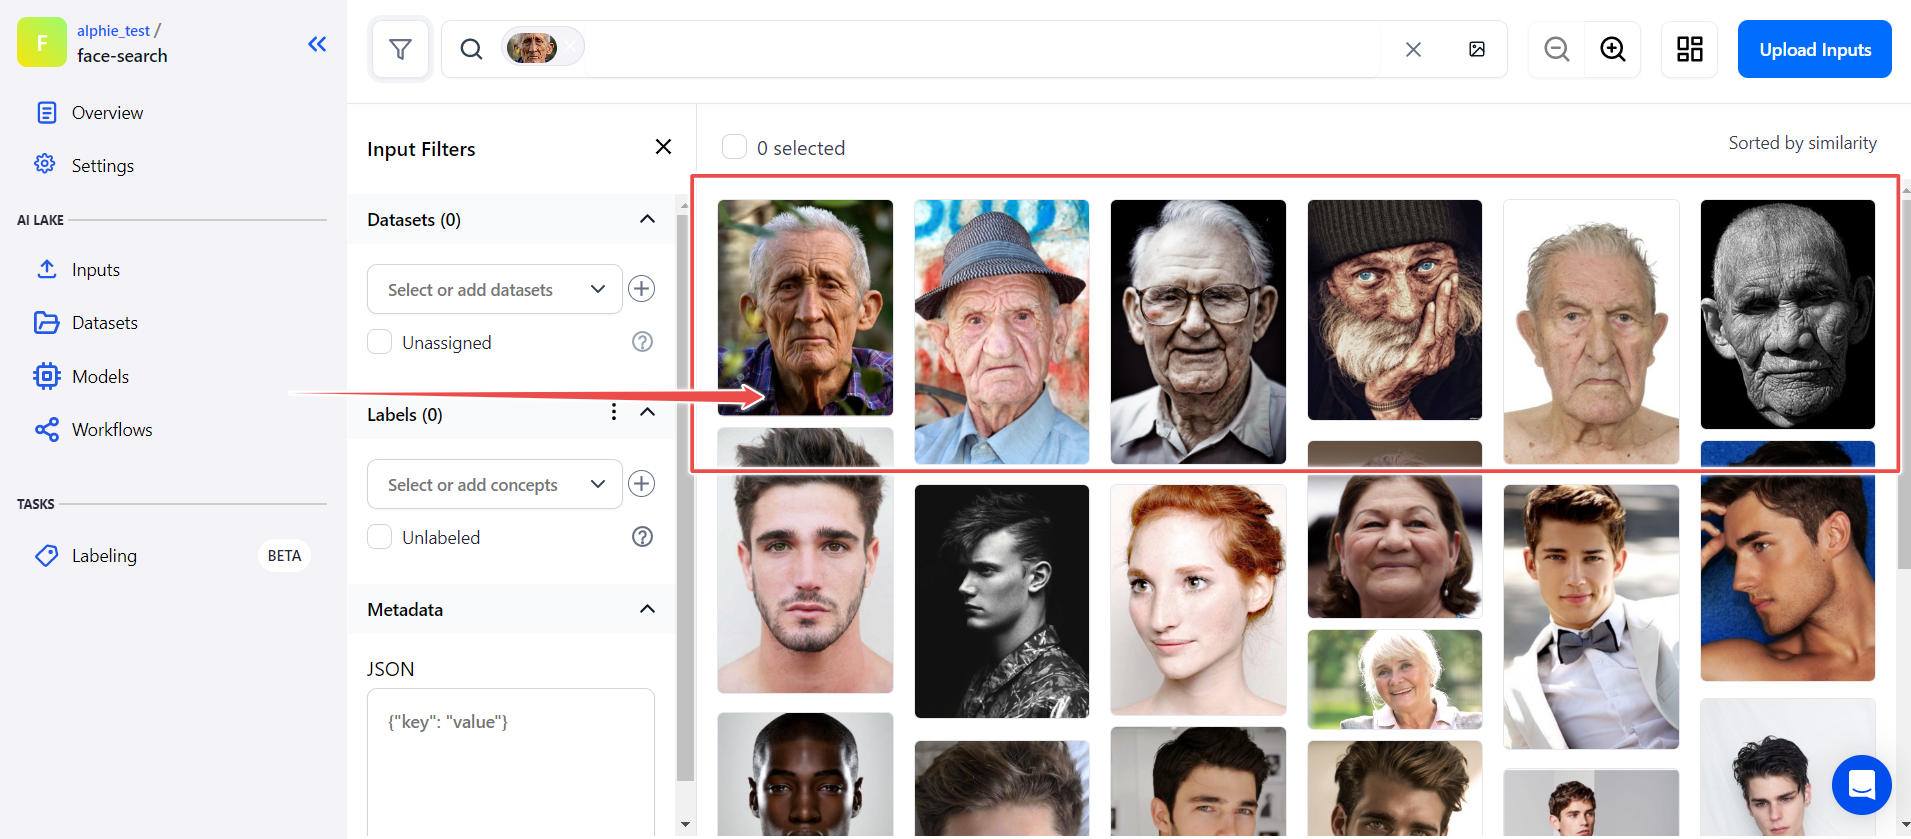 F
alphie_test /
face-search
Overview
Settings
AI LAKE
Inputs
Datasets
Models
Workflows
TASKS
Labeling
BETA
Upload Inputs
Input Filters
Datasets (0)
Select or add datasets
Unassigned
Labels (0)
Select or add concepts
Unlabeled
Metadata
JSON
{"key": "value"}
0 selected
Sorted by similarity